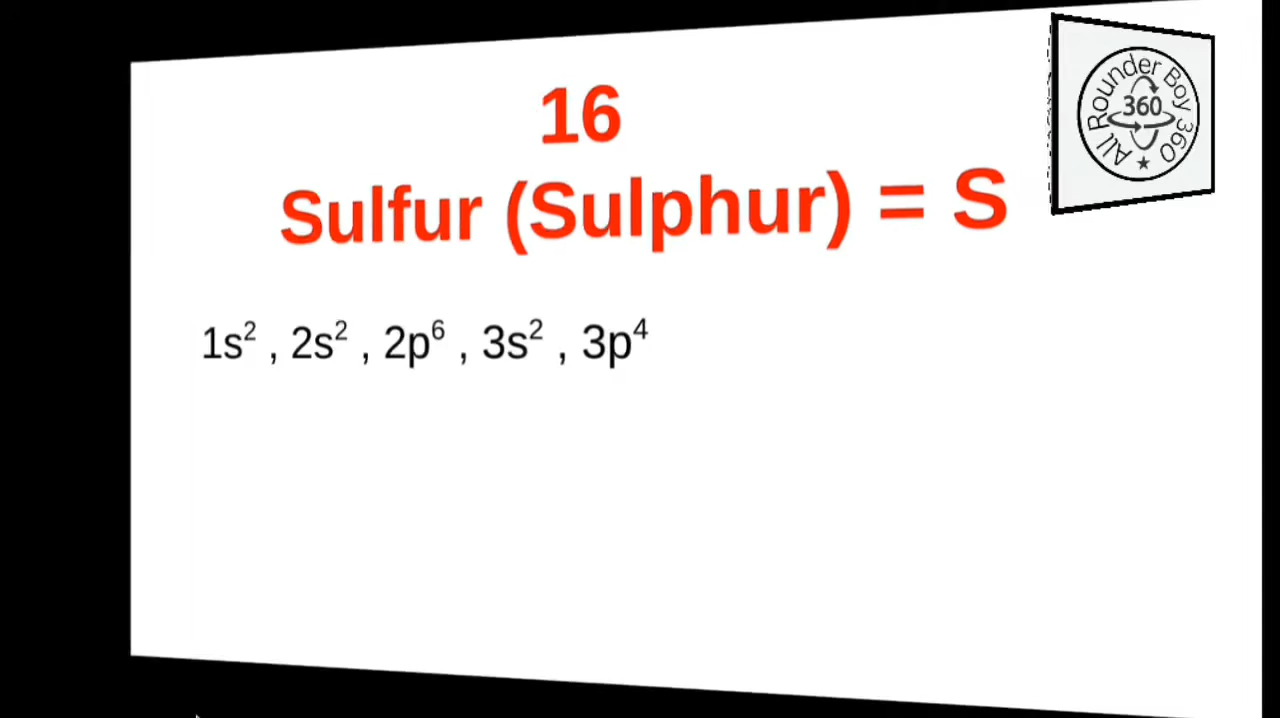 16
Sulfur (Sulphur) = S
1s² , 2s² , 2p⁶ , 3s² , 3p⁴
All Rounder Boy 360
360